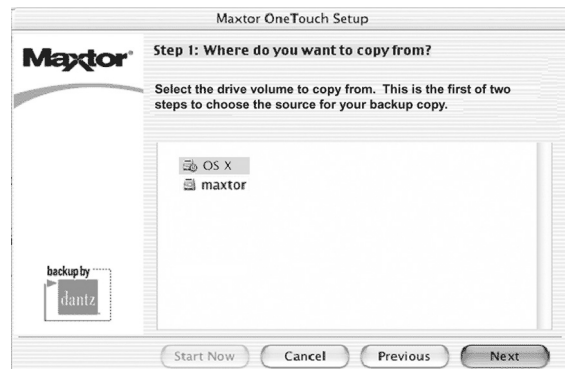 Maxtor OneTouch Setup
Maxtor
Step 1: Where do you want to copy from?
Select the drive volume to copy from. This is the first of two
steps to choose the source for your backup copy.
OS X
maxtor
backup by
dantz
Start Now
Cancel
Previous
Next